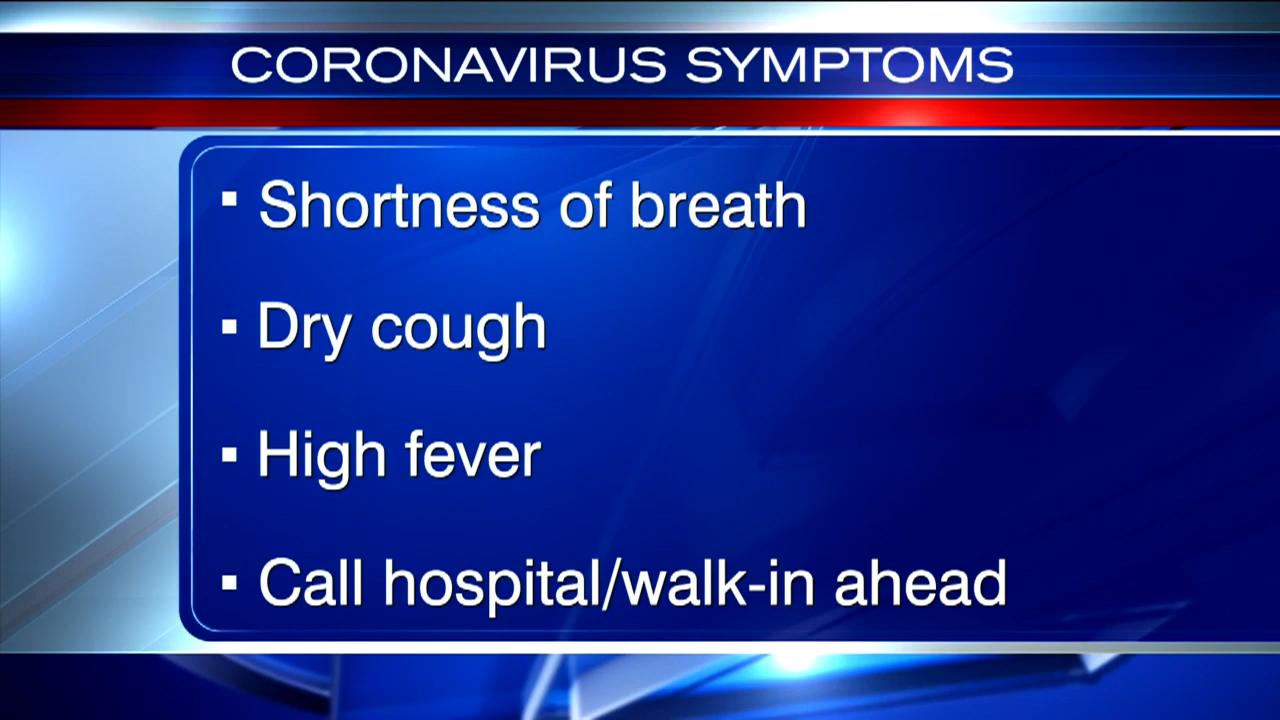 CORONAVIRUS SYMPTOMS
▪ Shortness of breath
▪ Dry cough
▪ High fever
▪ Call hospital/walk-in ahead